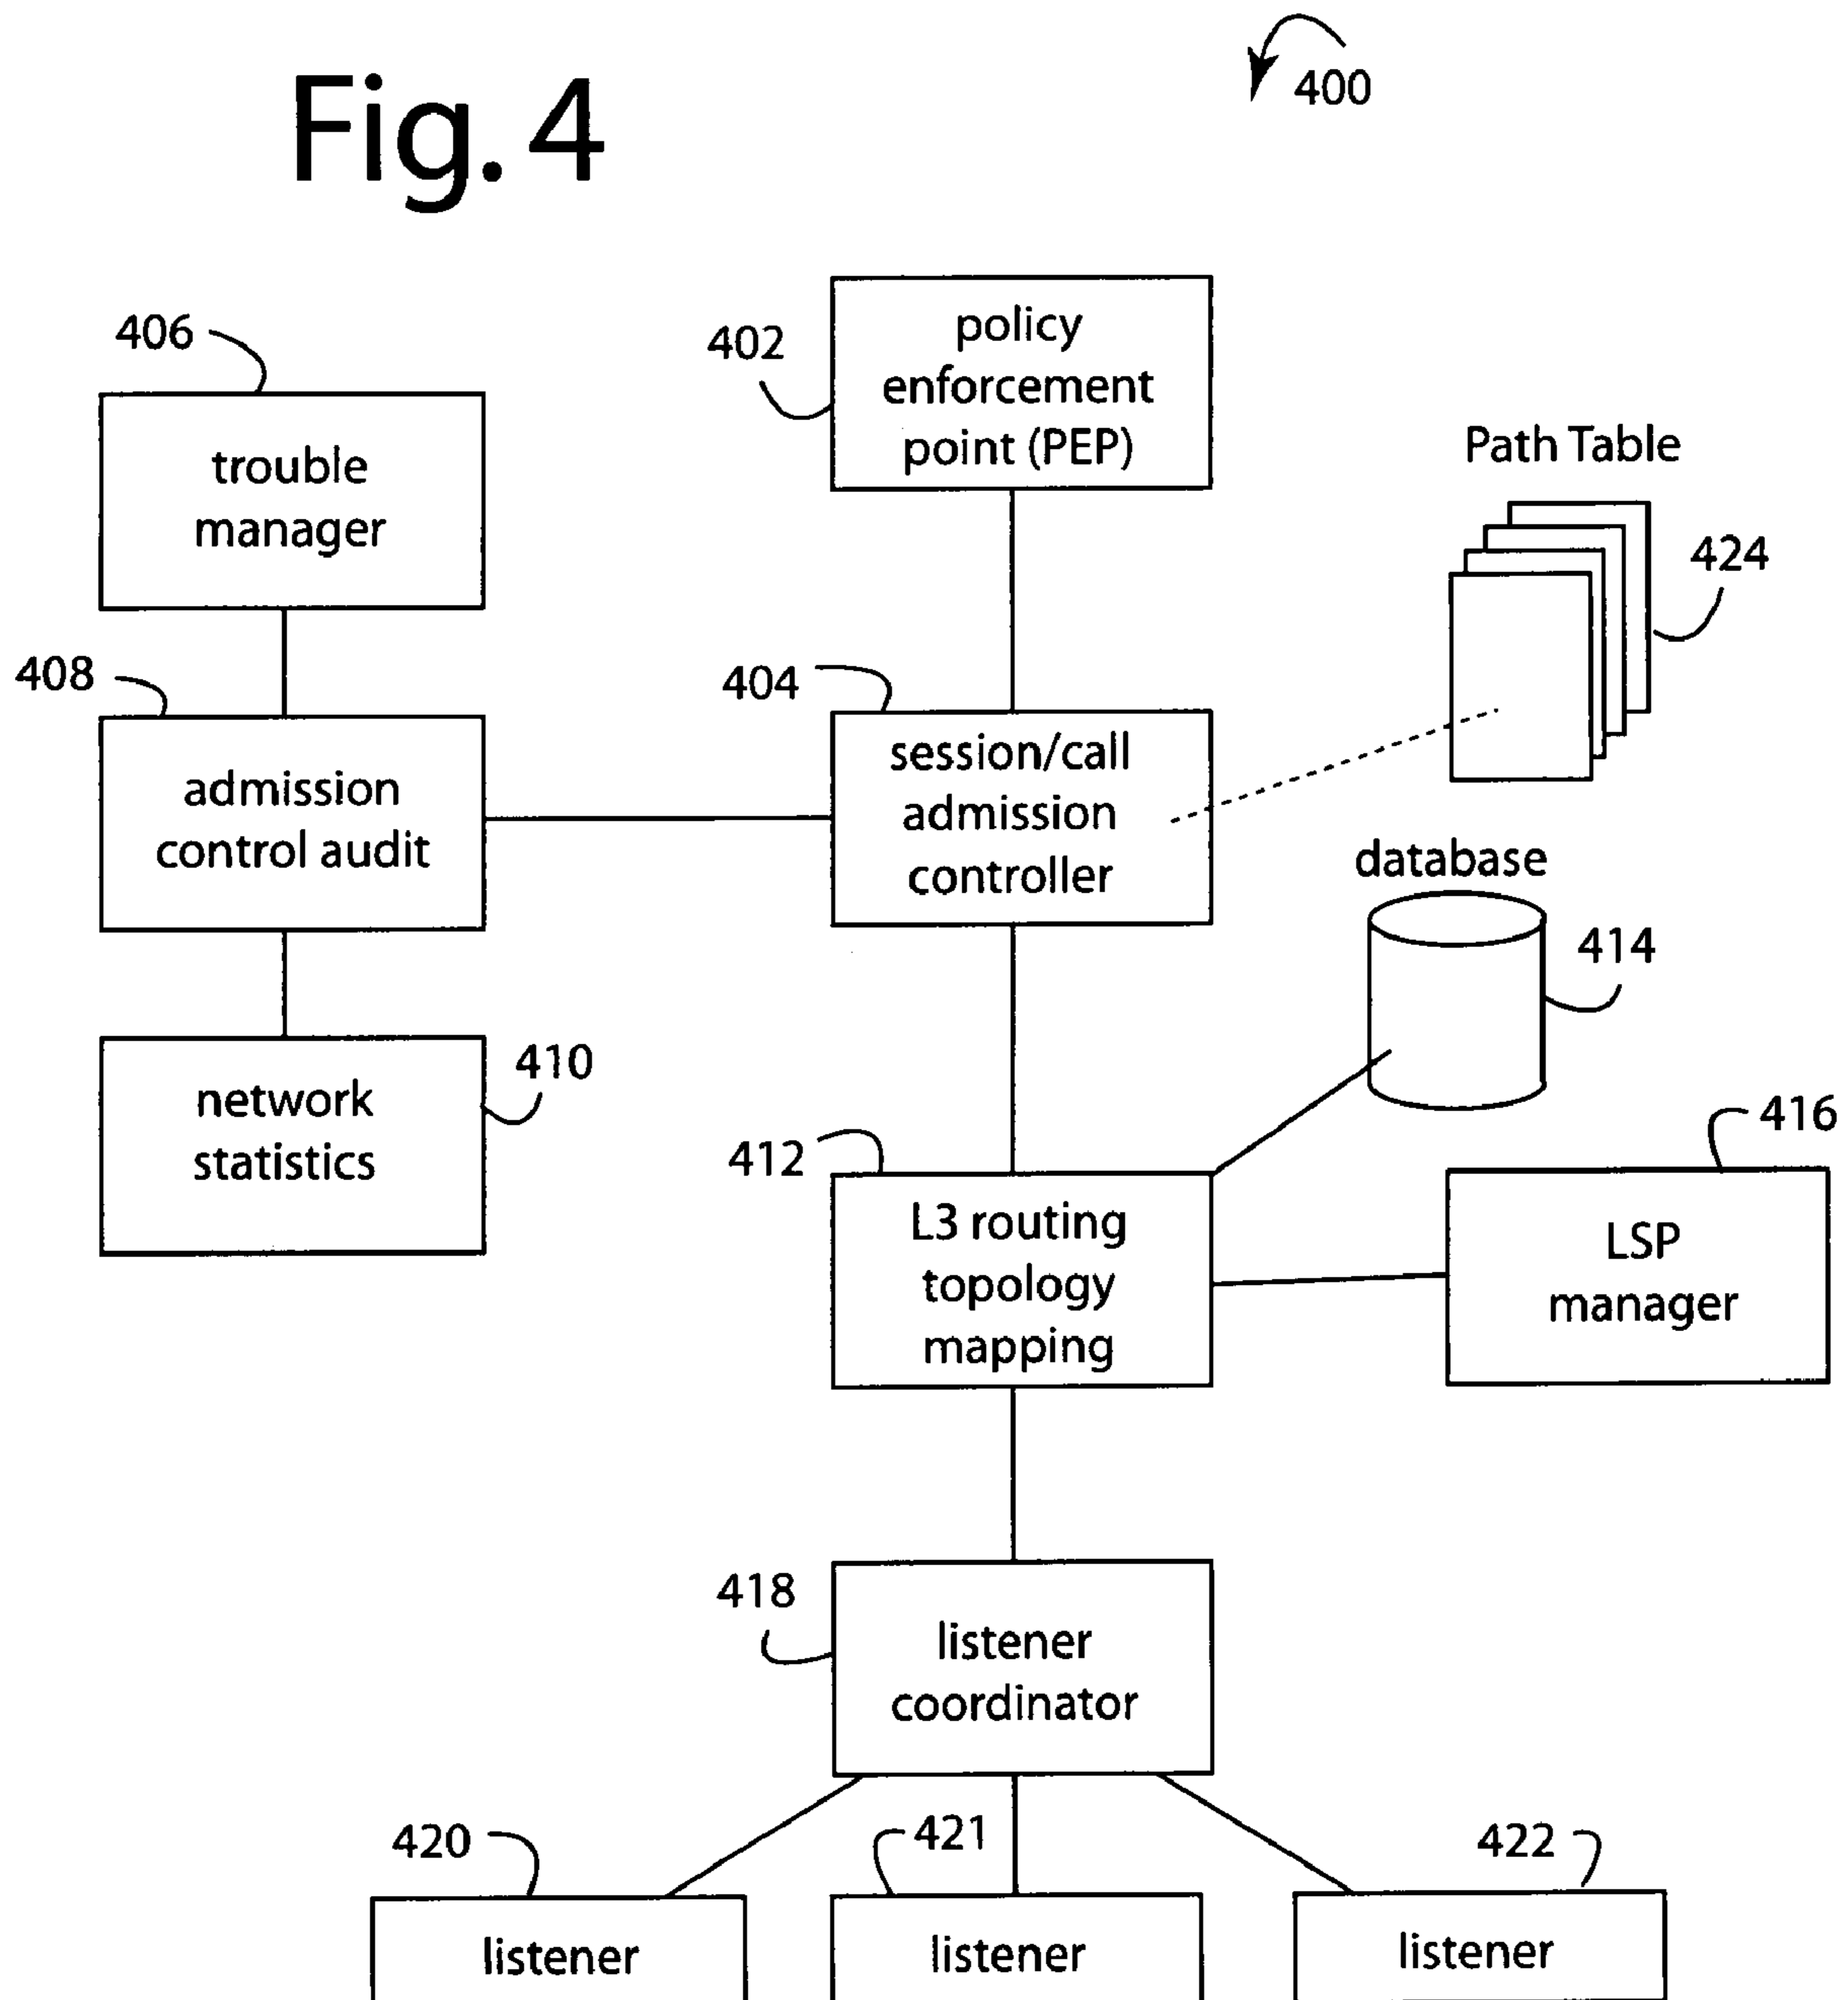 Fig. 4
400
406
402
policy
enforcement
point (PEP)
trouble
manager
Path Table
424
408
404
admission
control audit
session/call
admission
controller
database
414
410
network
statistics
412
416
L3 routing
topology
mapping
LSP
manager
418
listener
coordinator
420
421
422
listener
listener
listener